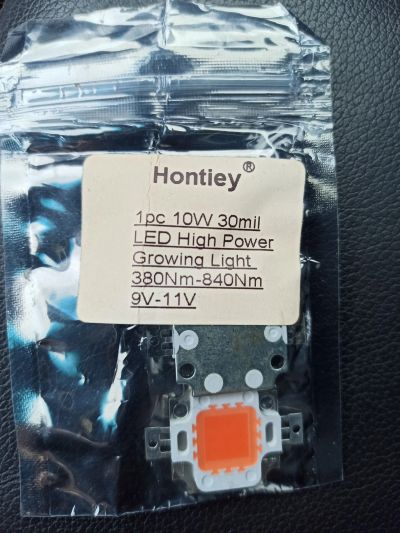 Hontiey®
1pc 10W 30mil
LED High Power
Growing Light
380Nm-840Nm
9V-11V